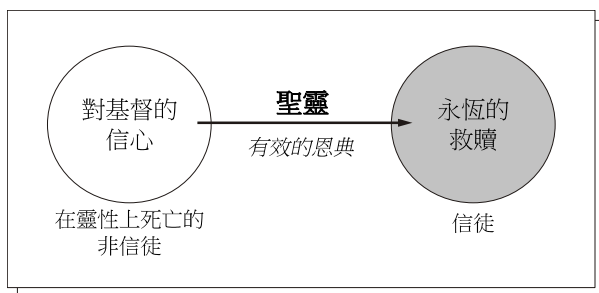 對基督的
信心
聖靈
有效的恩典
永恆的
救贖
在靈性上死亡的
非信徒
信徒